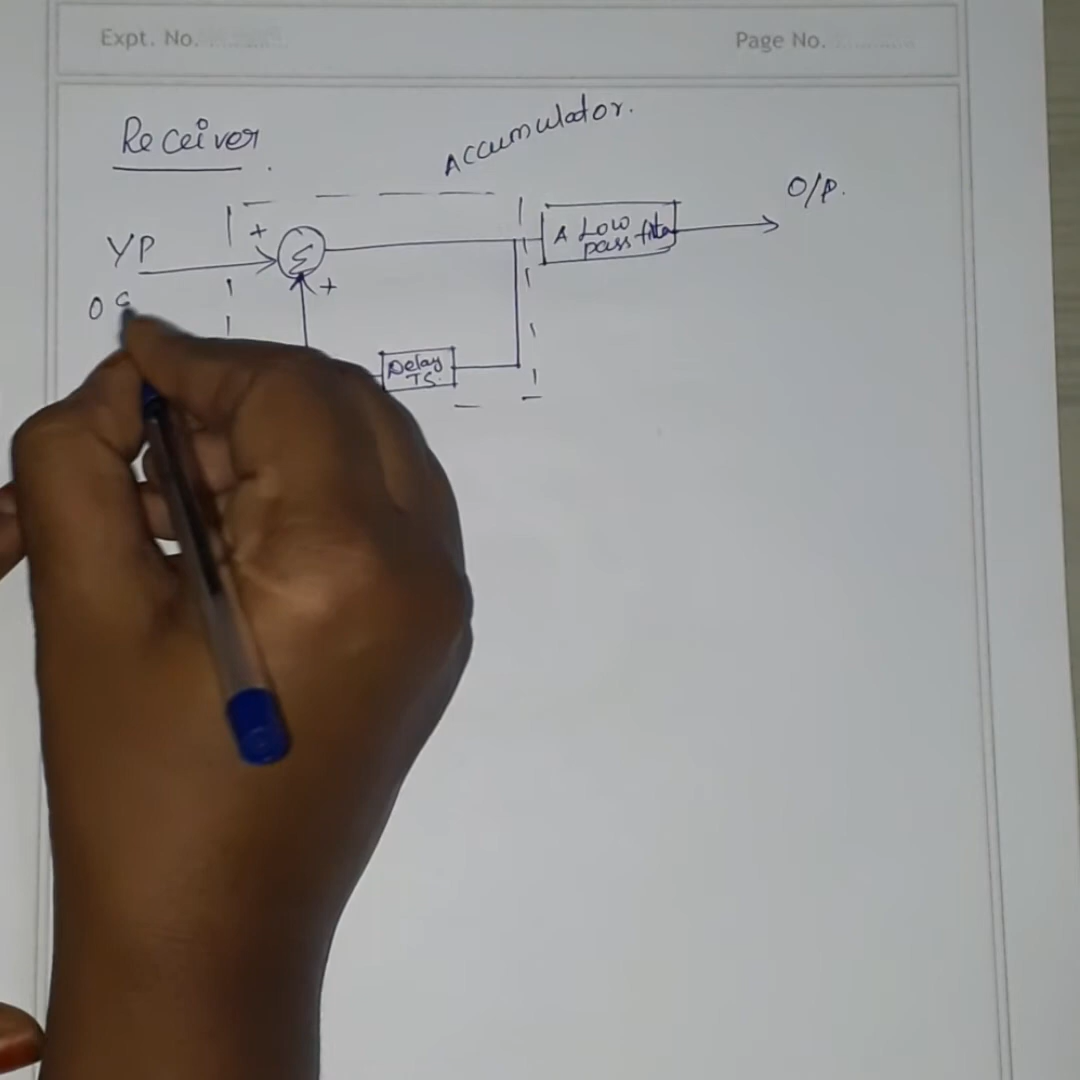 Expt. No.
Page No.
Receiver.
Accumulator.
O/P.
+
A Low
pass filter
YP
Σ
+
Delay
TS.